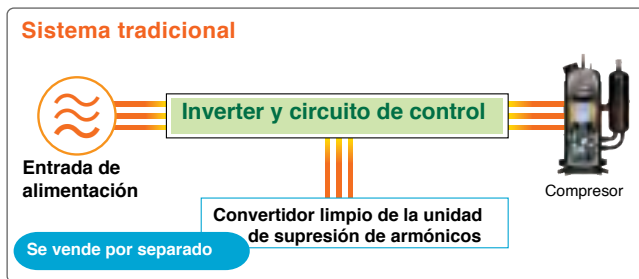 Sistema tradicional
Inverter y circuito de control
Entrada de
alimentación
Compresor
Convertidor limpio de la unidad
de supresión de armónicos
Se vende por separado